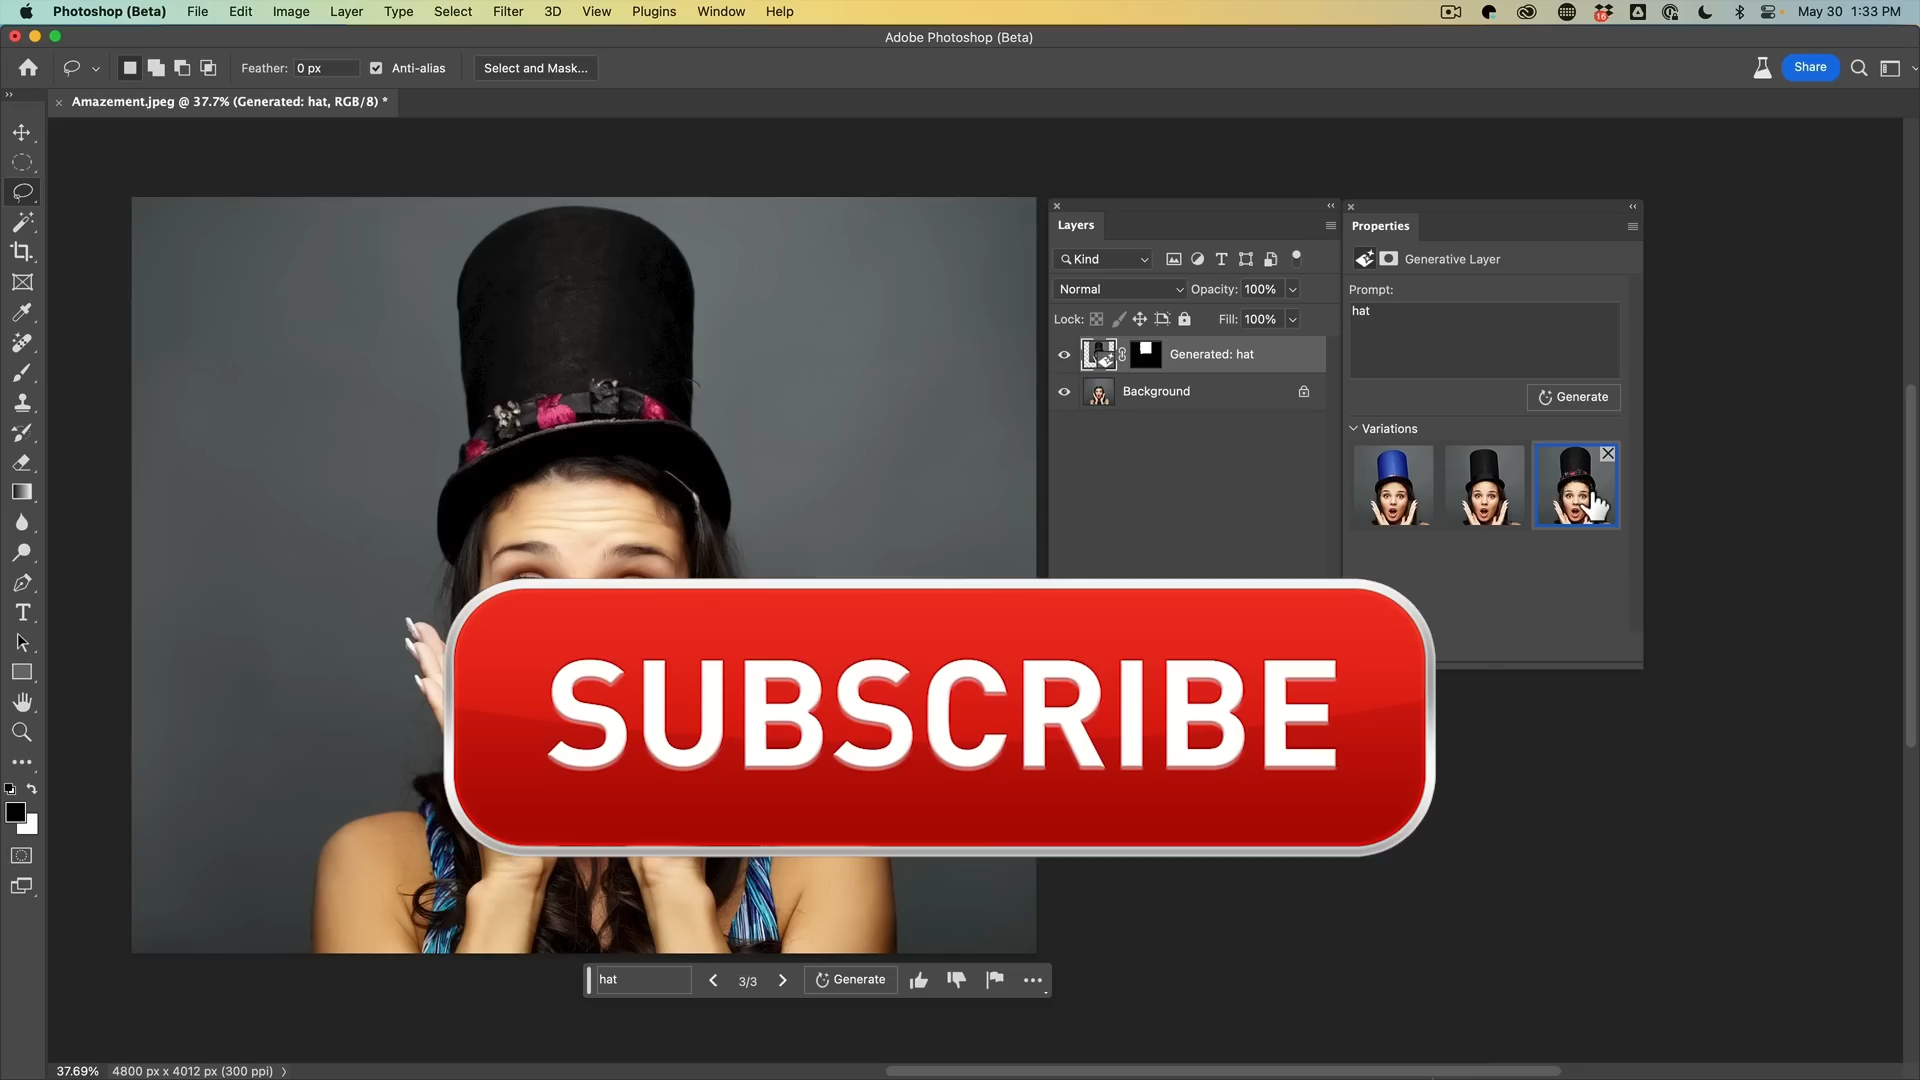 Photoshop (Beta) File Edit Image Layer Type Select Filter 3D View Plugins Window Help
16
May 30 1:33 PM
Adobe Photoshop (Beta)
Feather: 0 px Anti-alias Select and Mask... Share
Amazement.jpeg @ 37.7% (Generated: hat, RGB/8) *
Layers
Kind
Normal Opacity: 100%
Lock: Fill: 100%
Generated: hat
Background
Properties
Generative Layer
Prompt:
hat
Generate
Variations
SUBSCRIBE
hat 3/3 Generate
37.69% 4800 px x 4012 px (300 ppi)